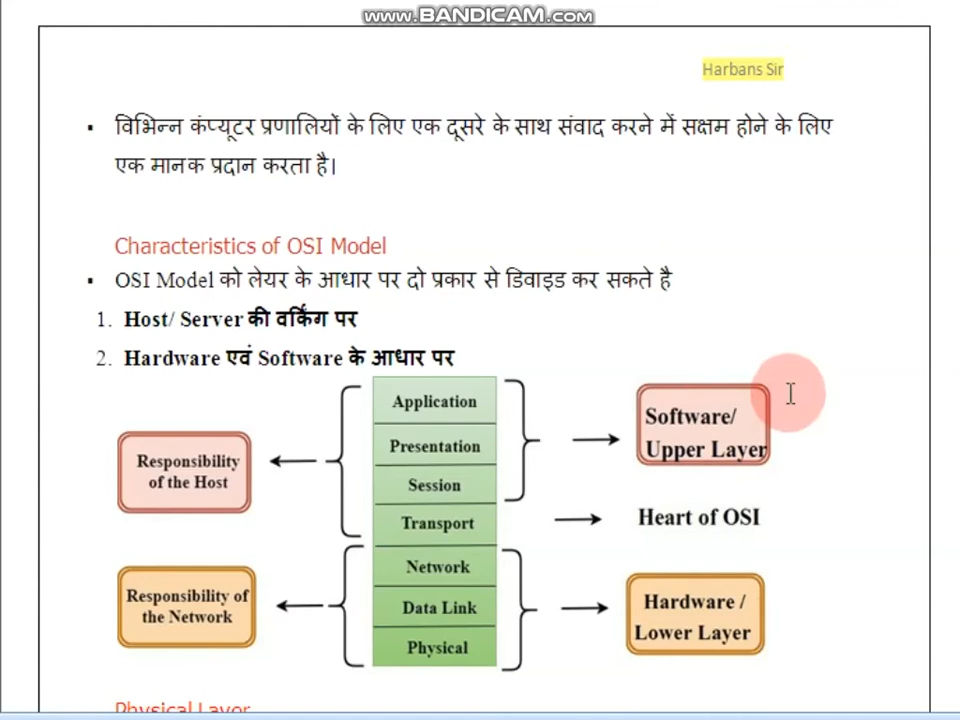 www.BANDICAM.com
Harbans Sir
▪ विभिन्न कंप्यूटर प्रणालियों के लिए एक दूसरे के साथ संवाद करने में सक्षम होने के लिए
एक मानक प्रदान करता है।
Characteristics of OSI Model
▪ OSI Model को लेयर के आधार पर दो प्रकार से डिवाइड कर सकते है
1. Host/ Server की वर्किंग पर
2. Hardware एवं Software के आधार पर
Responsibility
of the Host
Responsibility of
the Network
Application
Presentation
Session
Transport
Network
Data Link
Physical
Software/
Upper Layer
Heart of OSI
Hardware /
Lower Layer
Physical Layer